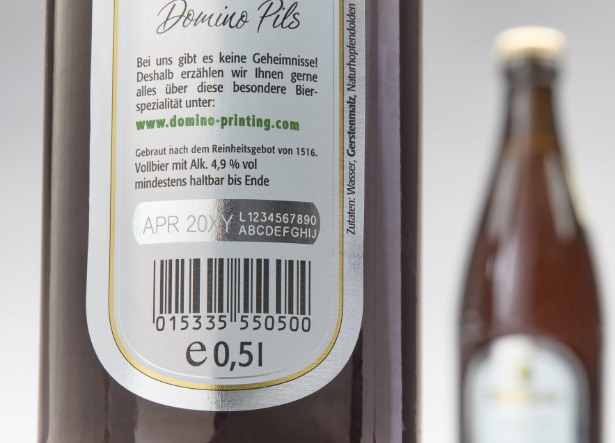 Domino Pils
Bei uns gibt es keine Geheimnisse!
Deshalb erzählen wir Ihnen gerne
alles über diese besondere Bier-
spezialität unter:
www.domino-printing.com
Gebraut nach dem Reinheitsgebot von 1516.
Vollbier mit Alk. 4,9 % vol
mindestens haltbar bis Ende
APR 20XY
L1234567890
ABCDEFGHIJ
015335 550500
e 0,5l
Zutaten: Wasser, Gerstenmalz, Naturhopfendolden